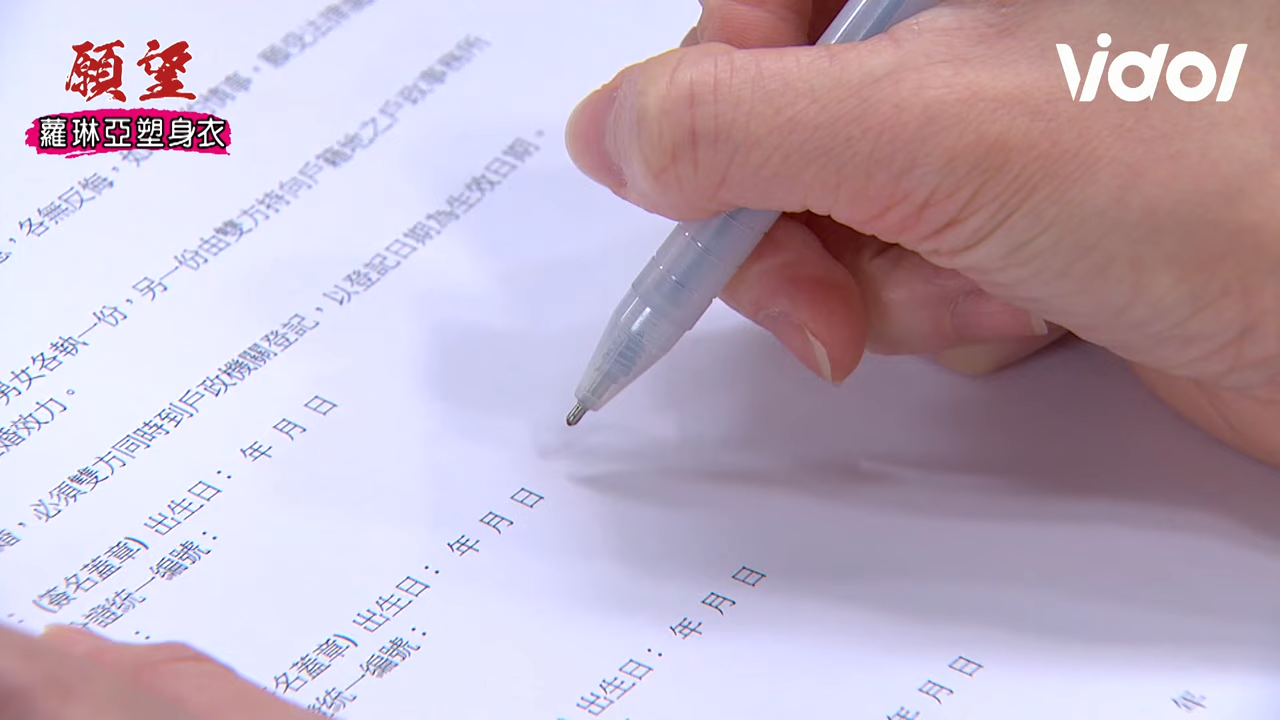 願望
蘿琳亞塑身衣
Vidol
各無反悔，
男女各執一份，另一份由雙方持向戶籍地之戶政事務所
婚效力。
必須雙方同時到戶政機關登記，以登記日期為生效日期。
(簽名蓋章) 出生日： 年 月 日
證統一編號：
名蓋章) 出生日： 年 月 日
統一編號：
出生日： 年 月 日
年 月 日
年